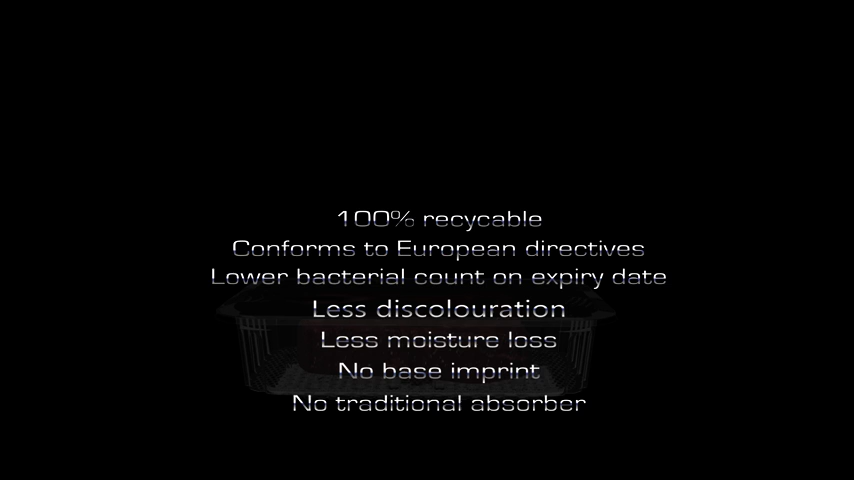 100% recycable
Conforms to European directives
Lower bacterial count on expiry date
Less discolouration
Less moisture loss
No base imprint
No traditional absorber